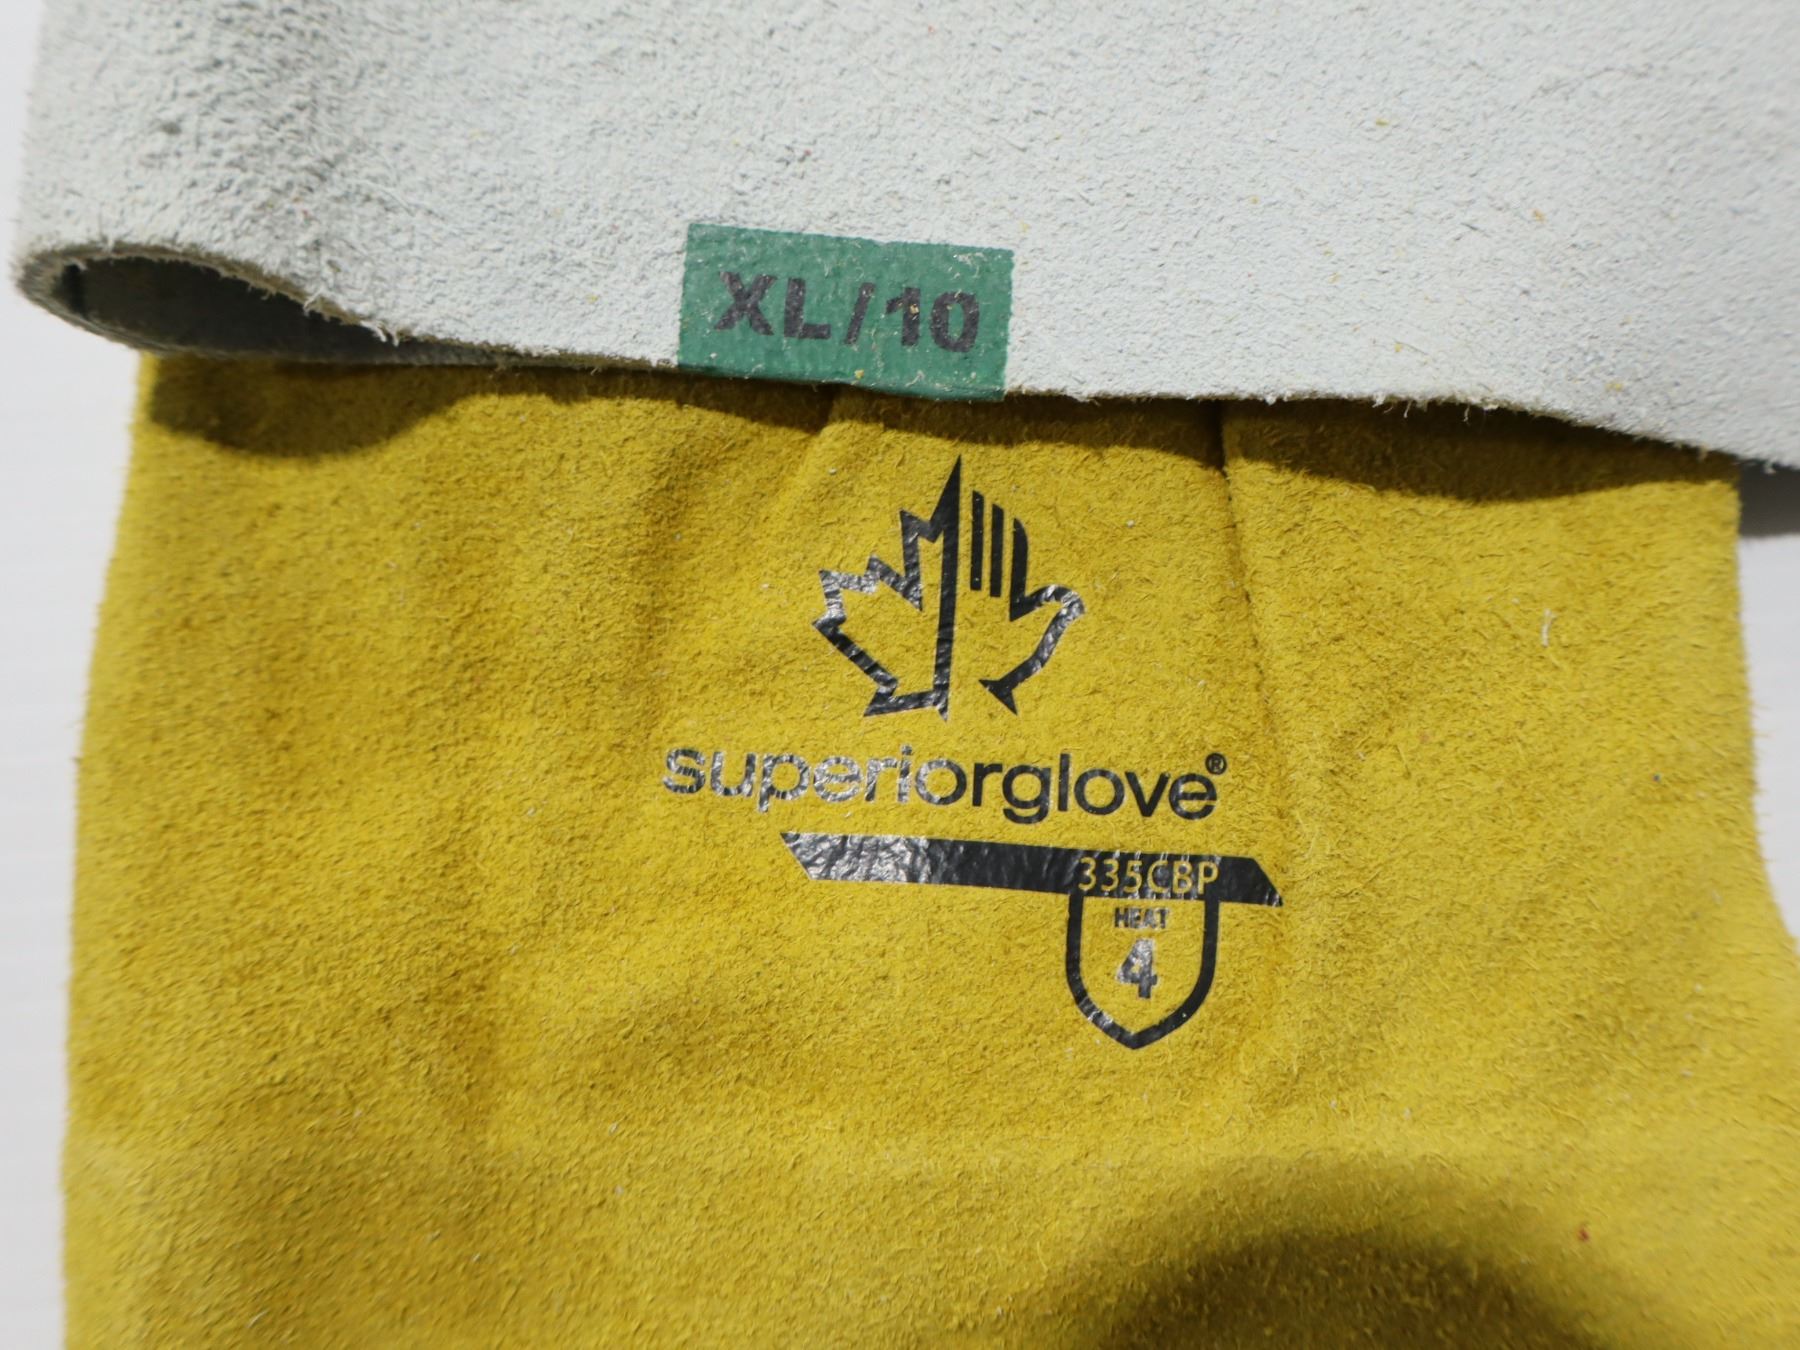 XL/10
superiorglove®
335CBP
HEAT
4